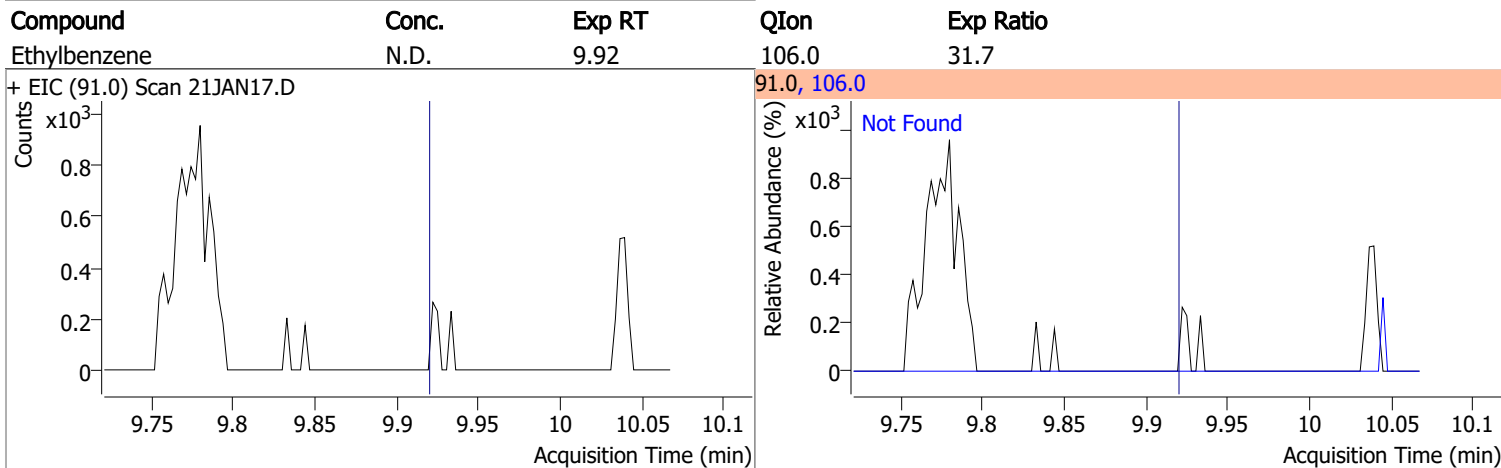 Compound Conc. Exp RT QIon Exp Ratio
Ethylbenzene N.D. 9.92 106.0 31.7
+ EIC (91.0) Scan 21JAN17.D
Counts
x10³
0.8
0.6
0.4
0.2
0
9.75 9.8 9.85 9.9 9.95 10 10.05 10.1
Acquisition Time (min)
91.0, 106.0
Relative Abundance (%)
x10³
Not Found
0.8
0.6
0.4
0.2
0
9.75 9.8 9.85 9.9 9.95 10 10.05 10.1
Acquisition Time (min)